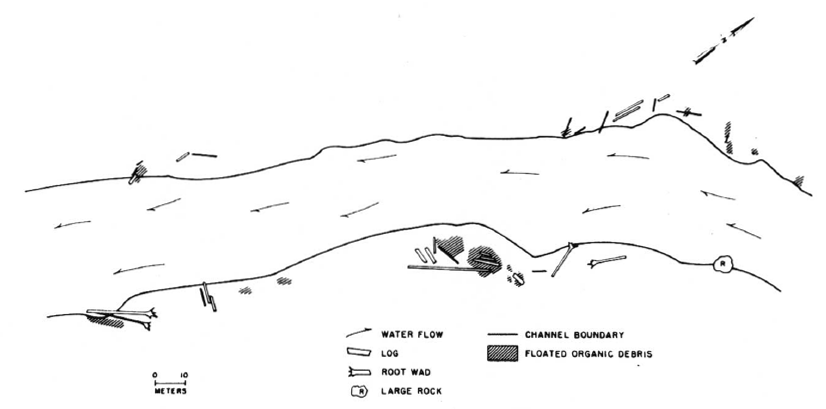 R
WATER FLOW
CHANNEL BOUNDARY
LOG
FLOATED ORGANIC DEBRIS
ROOT WAD
R
LARGE ROCK
0 10
METERS